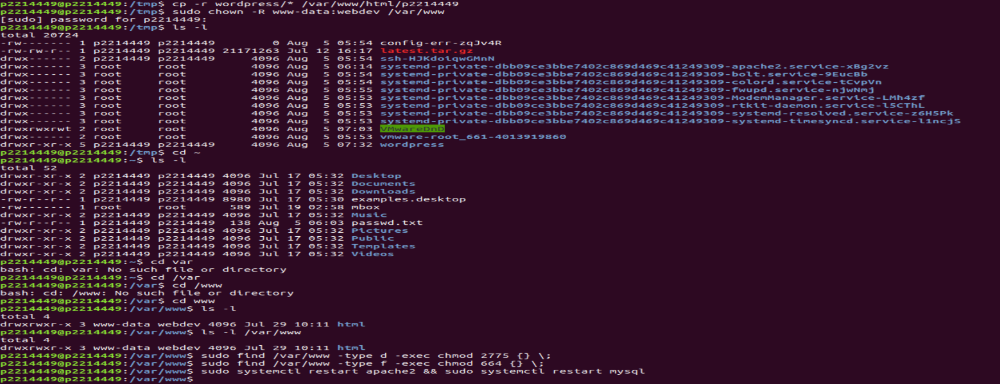 p2214449@p2214449:/tmp$ cp -r wordpress/* /var/www/html/p2214449
p2214449@p2214449:/tmp$ sudo chown -R www-data:webdev /var/www
[sudo] password for p2214449:
p2214449@p2214449:/tmp$ ls -l
total 20724
-rw------- 1 p2214449 p2214449        0 Aug  5 05:54 config-err-zqJv4R
-rw-rw-r-- 1 p2214449 p2214449 21171263 Jul 12 16:17 latest.tar.gz
drwx------ 2 p2214449 p2214449     4096 Aug  5 05:54 ssh-HJKdoiqwGMnN
drwx------ 3 root     root         4096 Aug  5 06:14 systemd-private-dbb09ce3bbe7402c869d469c41249309-apache2.service-xBg2vz
drwx------ 3 root     root         4096 Aug  5 05:54 systemd-private-dbb09ce3bbe7402c869d469c41249309-bolt.service-9EucBb
drwx------ 3 root     root         4096 Aug  5 05:54 systemd-private-dbb09ce3bbe7402c869d469c41249309-colord.service-tCvpVn
drwx------ 3 root     root         4096 Aug  5 05:55 systemd-private-dbb09ce3bbe7402c869d469c41249309-fwupd.service-njwNmj
drwx------ 3 root     root         4096 Aug  5 05:53 systemd-private-dbb09ce3bbe7402c869d469c41249309-ModemManager.service-LMh4zf
drwx------ 3 root     root         4096 Aug  5 05:53 systemd-private-dbb09ce3bbe7402c869d469c41249309-rtkit-daemon.service-l5CThL
drwx------ 3 root     root         4096 Aug  5 05:53 systemd-private-dbb09ce3bbe7402c869d469c41249309-systemd-resolved.service-z6H5Pk
drwx------ 3 root     root         4096 Aug  5 05:53 systemd-private-dbb09ce3bbe7402c869d469c41249309-systemd-timesyncd.service-l1ncjS
drwxrwxrwt 2 root     root         4096 Aug  5 07:03 VMwareDnD
drwx------ 2 root     root         4096 Aug  5 05:53 vmware-root_661-4013919860
drwxr-xr-x 5 p2214449 p2214449     4096 Aug  5 07:32 wordpress
p2214449@p2214449:/tmp$ cd ~
p2214449@p2214449:~$ ls -l
total 52
drwxr-xr-x 2 p2214449 p2214449 4096 Jul 17 05:32 Desktop
drwxr-xr-x 2 p2214449 p2214449 4096 Jul 17 05:32 Documents
drwxr-xr-x 2 p2214449 p2214449 4096 Jul 17 05:32 Downloads
-rw-r--r-- 1 p2214449 p2214449 8980 Jul 17 05:30 examples.desktop
-rw------- 1 root     root      589 Jul 19 02:58 mbox
drwxr-xr-x 2 p2214449 p2214449 4096 Jul 17 05:32 Music
-rw-r--r-- 1 p2214449 p2214449  138 Aug  5 06:03 passwd.txt
drwxr-xr-x 2 p2214449 p2214449 4096 Jul 17 05:32 Pictures
drwxr-xr-x 2 p2214449 p2214449 4096 Jul 17 05:32 Public
drwxr-xr-x 2 p2214449 p2214449 4096 Jul 17 05:32 Templates
drwxr-xr-x 2 p2214449 p2214449 4096 Jul 17 05:32 Videos
p2214449@p2214449:~$ cd var
bash: cd: var: No such file or directory
p2214449@p2214449:~$ cd /var
p2214449@p2214449:/var$ cd /www
bash: cd: /www: No such file or directory
p2214449@p2214449:/var$ cd www
p2214449@p2214449:/var/www$ ls -l
total 4
drwxrwxr-x 3 www-data webdev 4096 Jul 29 10:11 html
p2214449@p2214449:/var/www$ ls -l /var/www
total 4
drwxrwxr-x 3 www-data webdev 4096 Jul 29 10:11 html
p2214449@p2214449:/var/www$ sudo find /var/www -type d -exec chmod 2775 {} \;
p2214449@p2214449:/var/www$ sudo find /var/www -type f -exec chmod 664 {} \;
p2214449@p2214449:/var/www$ sudo systemctl restart apache2 && sudo systemctl restart mysql
p2214449@p2214449:/var/www$